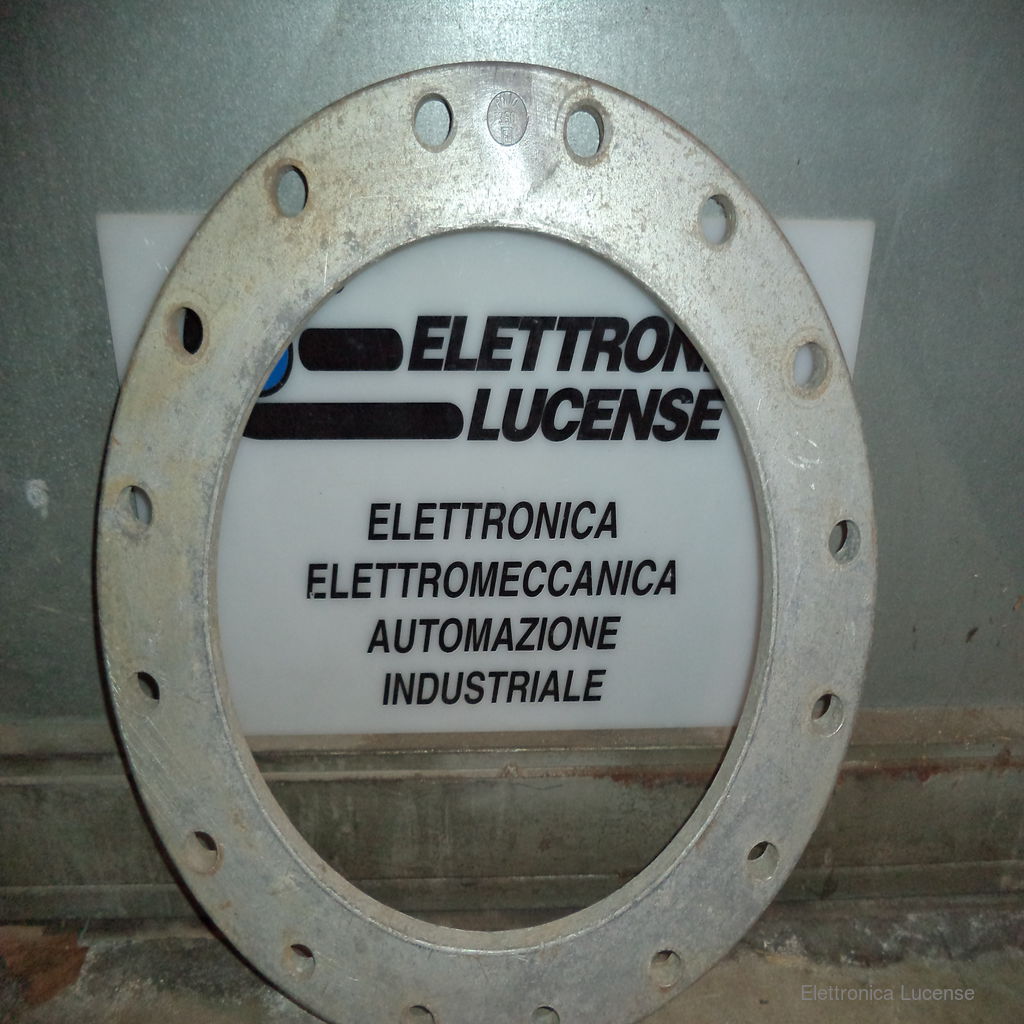 ELETTRON
LUCENSE
ELETTRONICA
ELETTROMECCANICA
AUTOMAZIONE
INDUSTRIALE
Elettronica Lucense